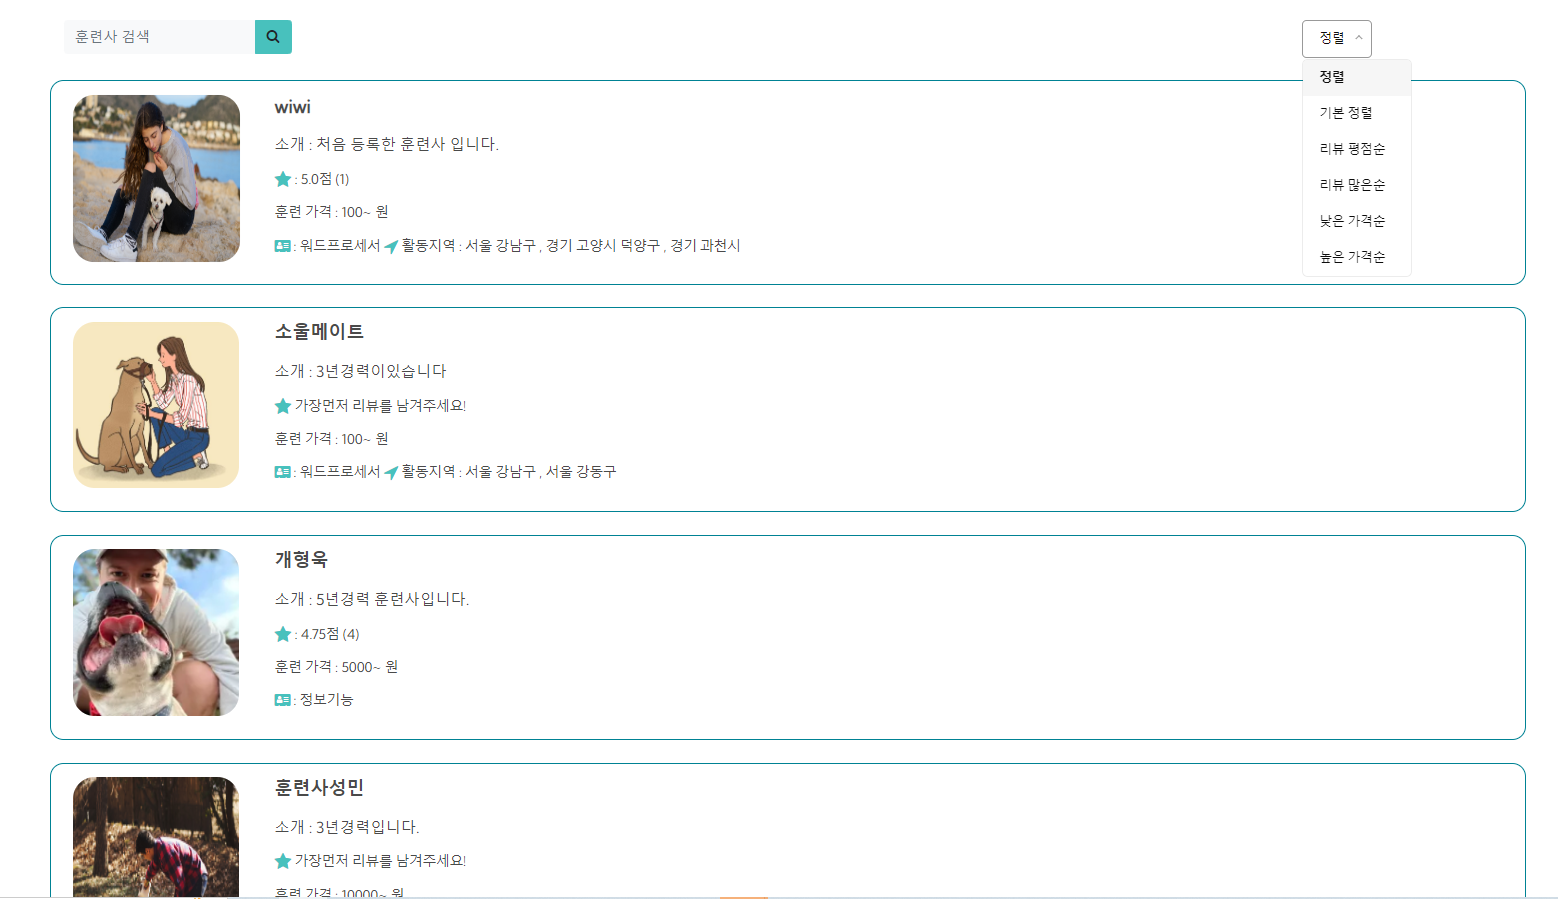 훈련사 검색
정렬
정렬
기본 정렬
리뷰 평점순
리뷰 많은순
낮은 가격순
높은 가격순
wiwi
소개 : 처음 등록한 훈련사 입니다.
: 5.0점 (1)
훈련 가격 : 100~ 원
: 워드프로세서 활동지역 : 서울 강남구 , 경기 고양시 덕양구 , 경기 과천시
소울메이트
소개 : 3년경력이있습니다
가장먼저 리뷰를 남겨주세요!
훈련 가격 : 100~ 원
: 워드프로세서 활동지역 : 서울 강남구 , 서울 강동구
개형욱
소개 : 5년경력 훈련사입니다.
: 4.75점 (4)
훈련 가격 : 5000~ 원
: 정보기능
훈련사성민
소개 : 3년경력입니다.
가장먼저 리뷰를 남겨주세요!
훈련 가격 : 10000~ 원